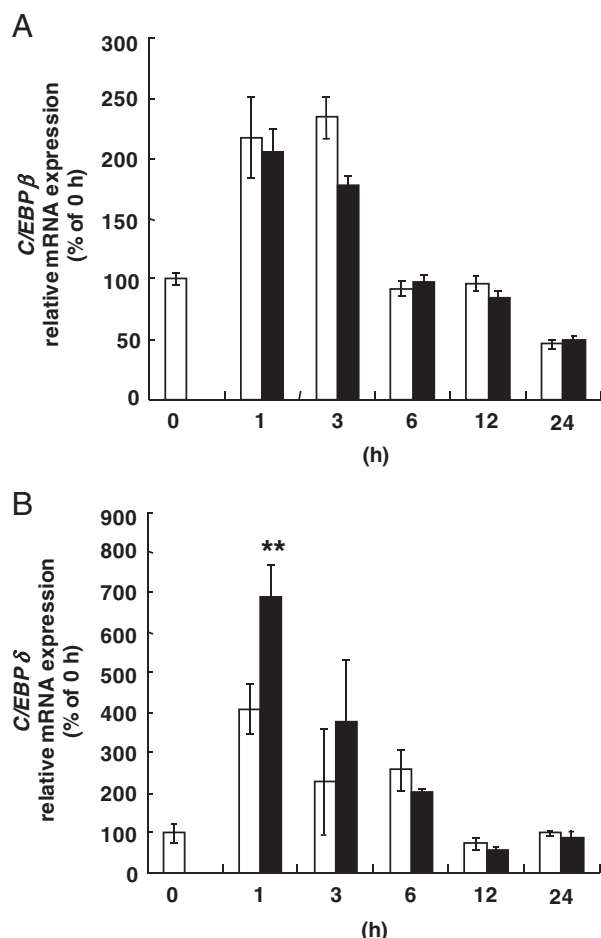 A
C/EBP β
relative mRNA expression
(% of 0 h)
300
250
200
150
100
50
0
0 1 3 6 12 24
(h)
B
C/EBP δ
relative mRNA expression
(% of 0 h)
900
800
700
600
500
400
300
200
100
0
**
0 1 3 6 12 24
(h)